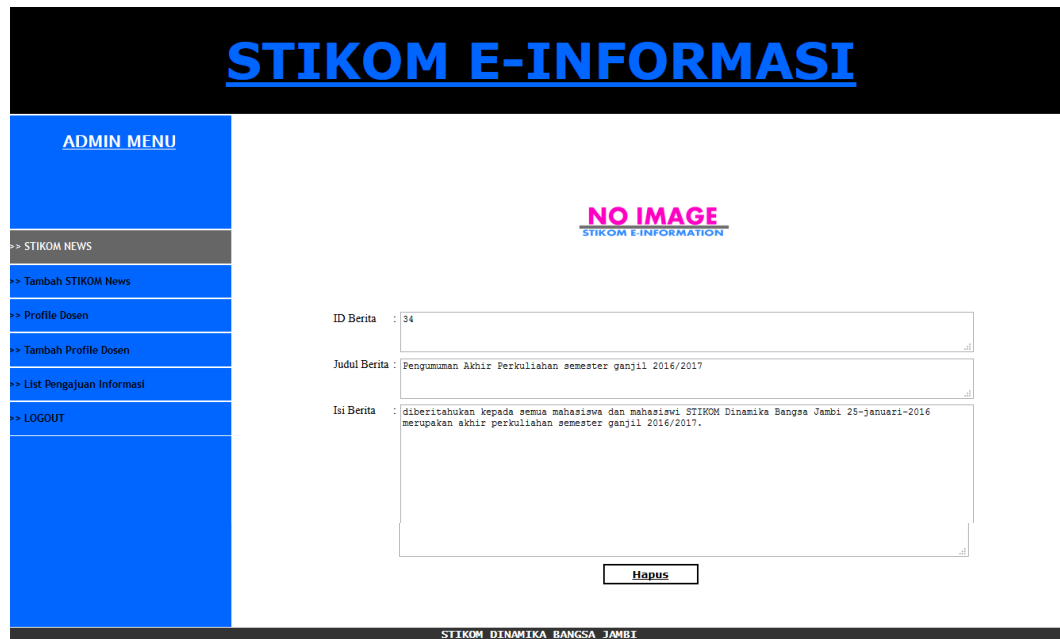 STIKOM E-INFORMASI
ADMIN MENU
>> STIKOM NEWS
>> Tambah STIKOM News
>> Profile Dosen
>> Tambah Profile Dosen
>> List Pengajuan Informasi
>> LOGOUT
NO IMAGE
STIKOM E-INFORMATION
ID Berita : 34
Judul Berita : Pengumuman Akhir Perkuliahan semester ganjil 2016/2017
Isi Berita : diberitahukan kepada semua mahasiswa dan mahasiswi STIKOM Dinamika Bangsa Jambi 25-januari-2016
merupakan akhir perkuliahan semester ganjil 2016/2017.
Hapus
STIKOM DINAMIKA BANGSA JAMBI